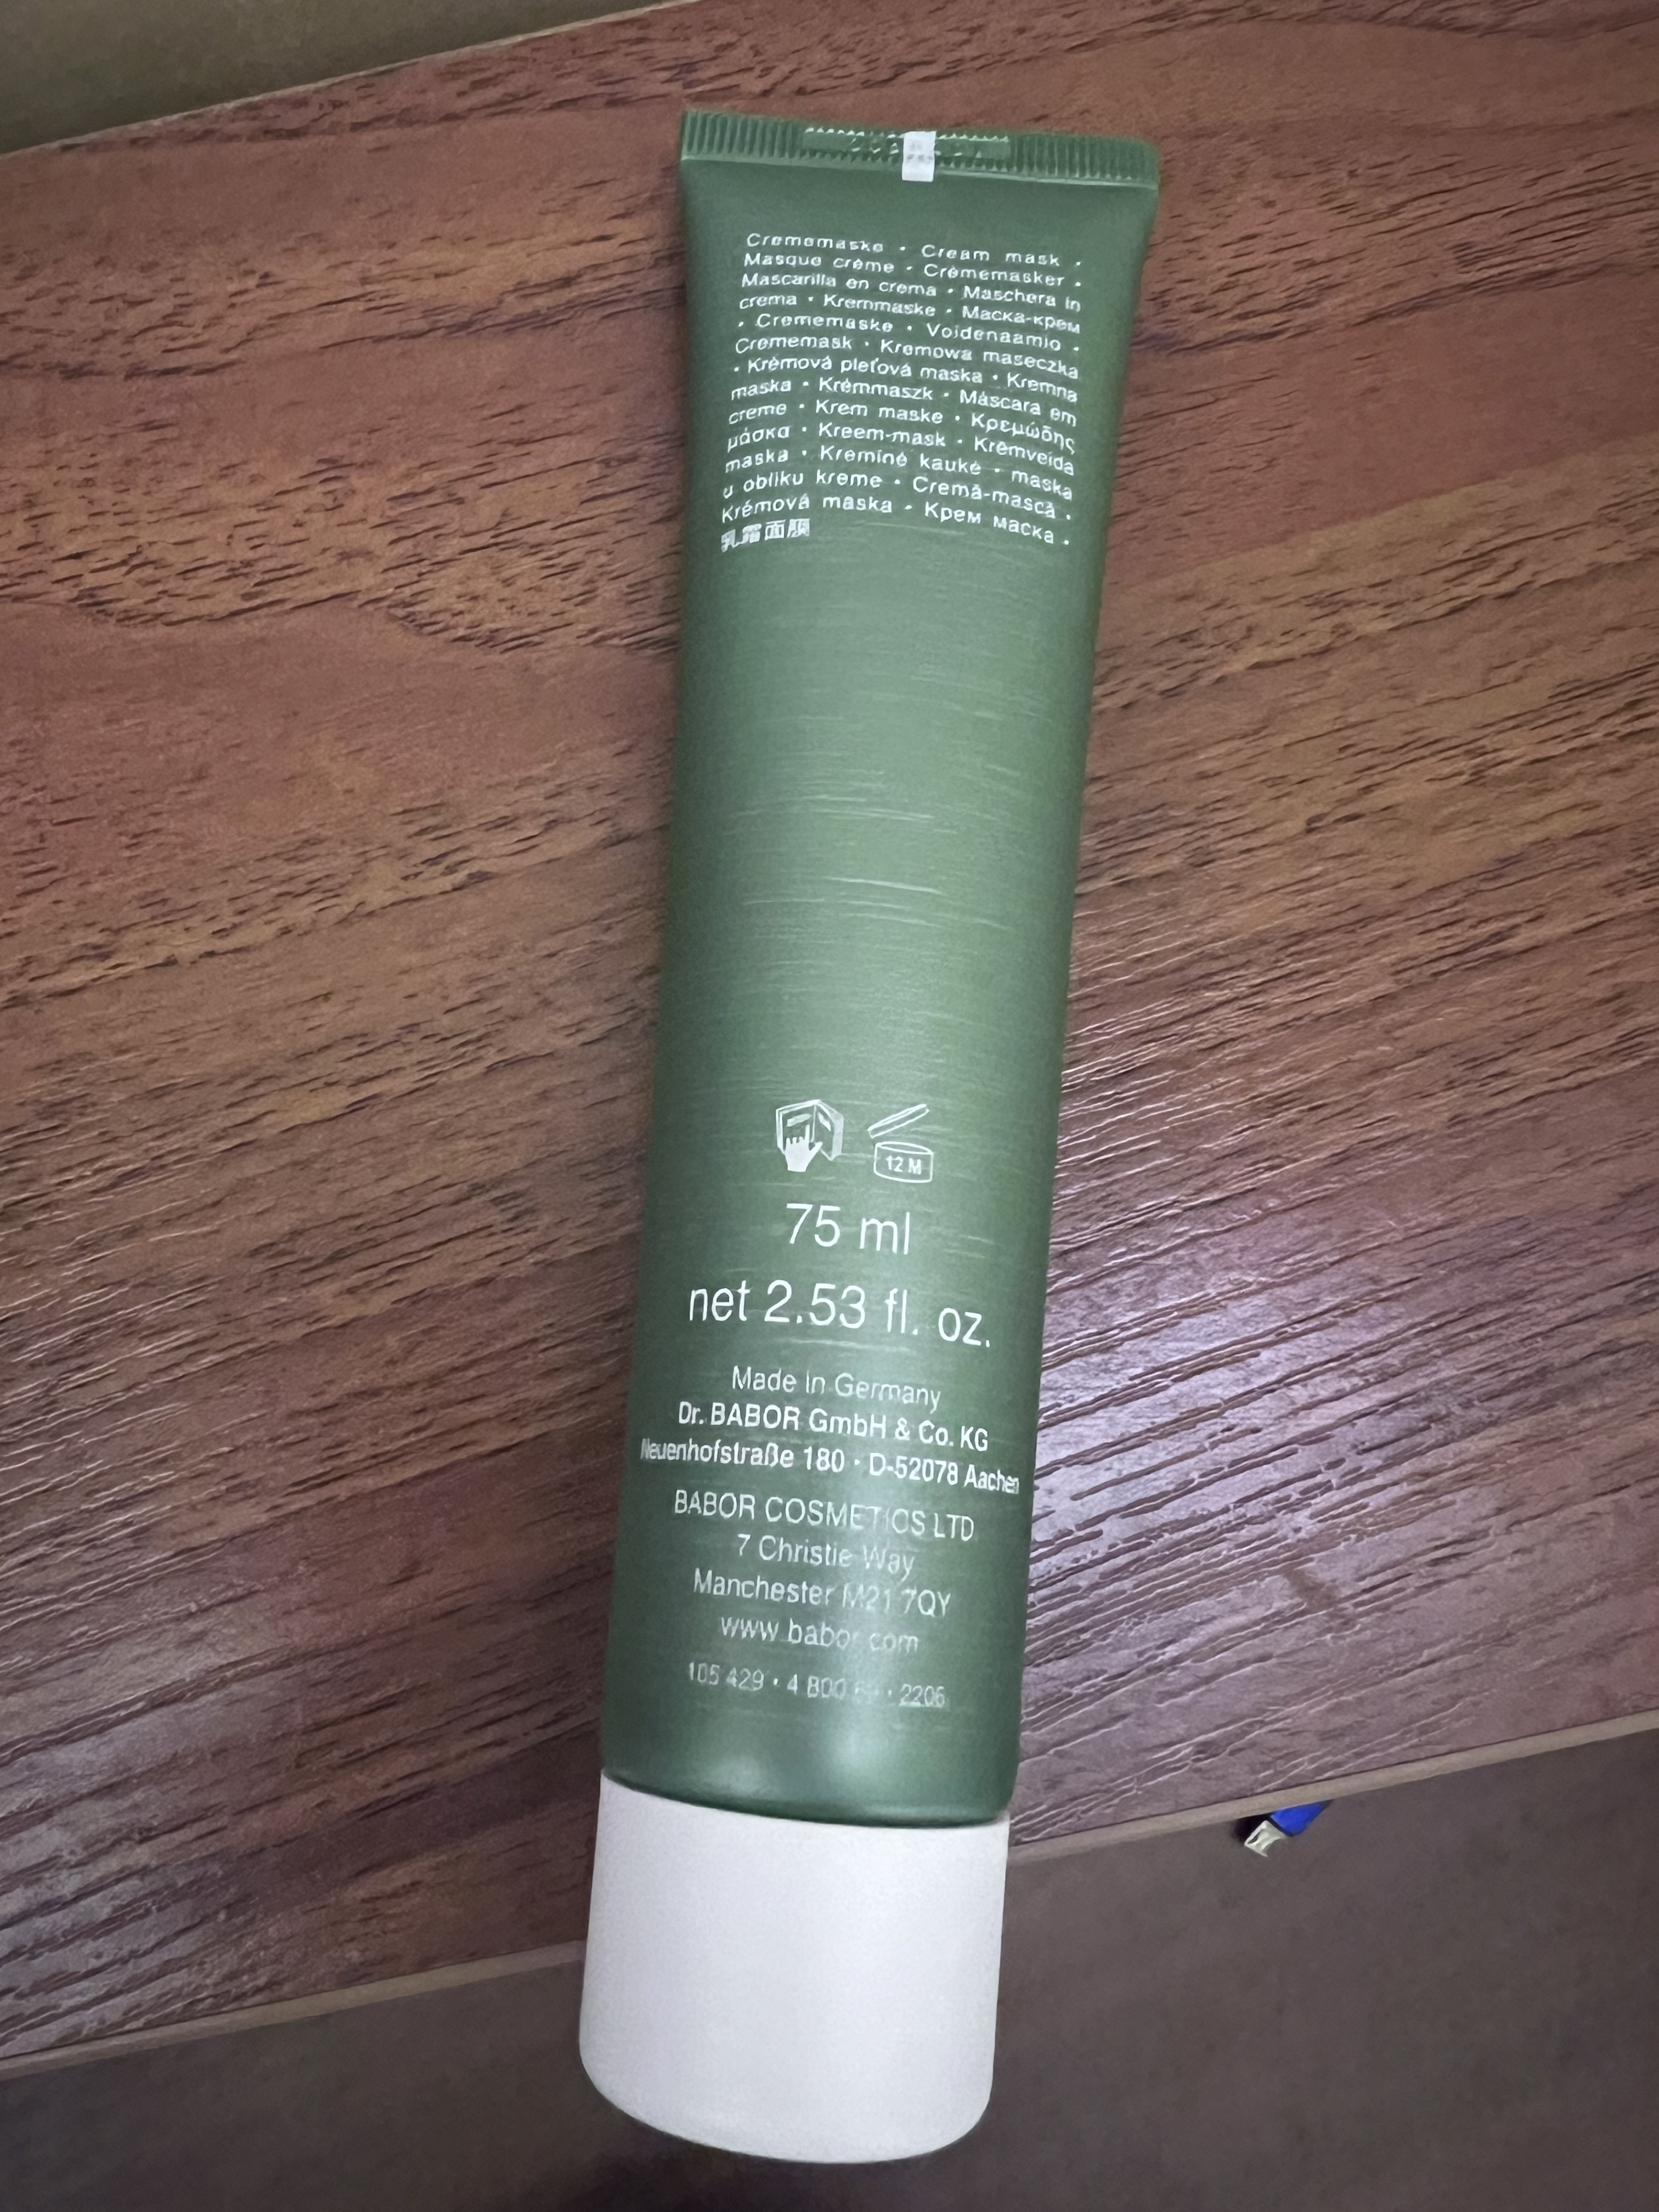 Crememaske • Cream mask •
Masque crème • Crèmemasker •
Mascarilla en crema • Maschera in
crema • Kremmaske • Маска-крем
• Crememaske • Voidenaamio •
Crememask • Kremowa maseczka
• Krémová pleťová maska • Kremna
maska • Krémmaszk • Máscara em
creme • Krem maske • Κρεμώδης
μάσκα • Kreem-mask • Krēmveida
maska • Kreminė kaukė • maska
u obliku kreme • Cremă-mască •
Krémová maska • Крем маска •
乳霜面膜
12 M
75 ml
net 2.53 fl. oz.
Made in Germany
Dr. BABOR GmbH & Co. KG
Neuenhofstraße 180 • D-52078 Aachen
BABOR COSMETICS LTD
7 Christie Way
Manchester M21 7QY
www.babor.com
105 429 • 4 800 • 2206